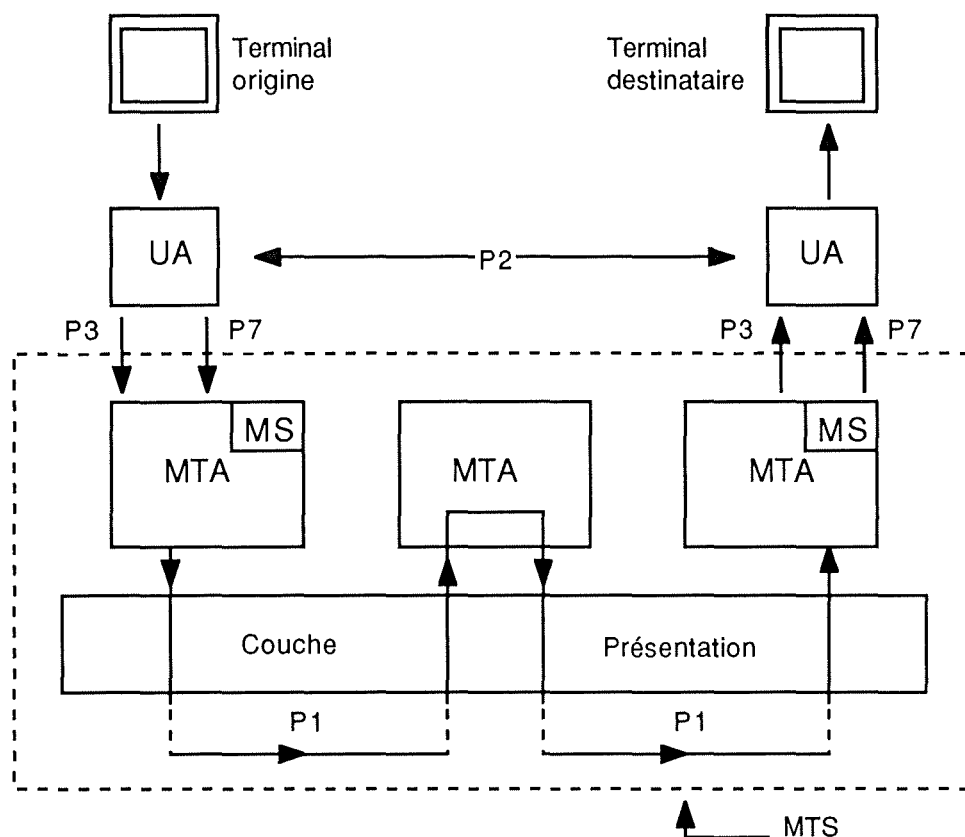 Terminal
origine
Terminal
destinataire
UA
P2
UA
P3
P7
P3
P7
MS
MTA
MTA
MS
MTA
Couche
Présentation
P1
P1
MTS